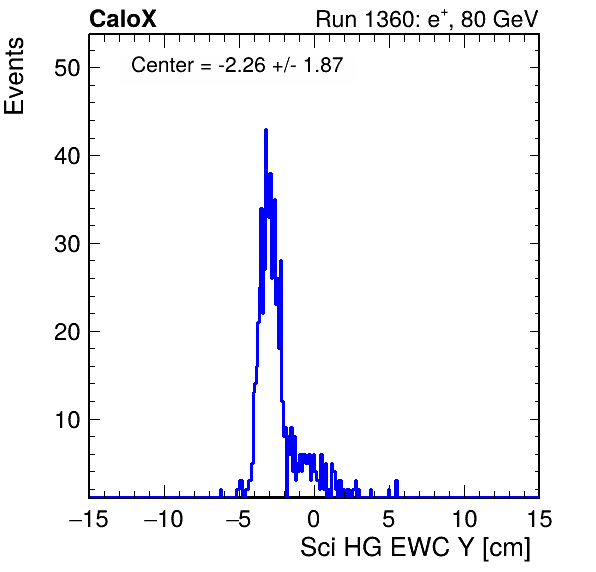 CaloX Run 1360: e⁺, 80 GeV
Center = -2.26 +/- 1.87
Events
50
40
30
20
10
−15 −10 −5 0 5 10 15
Sci HG EWC Y [cm]